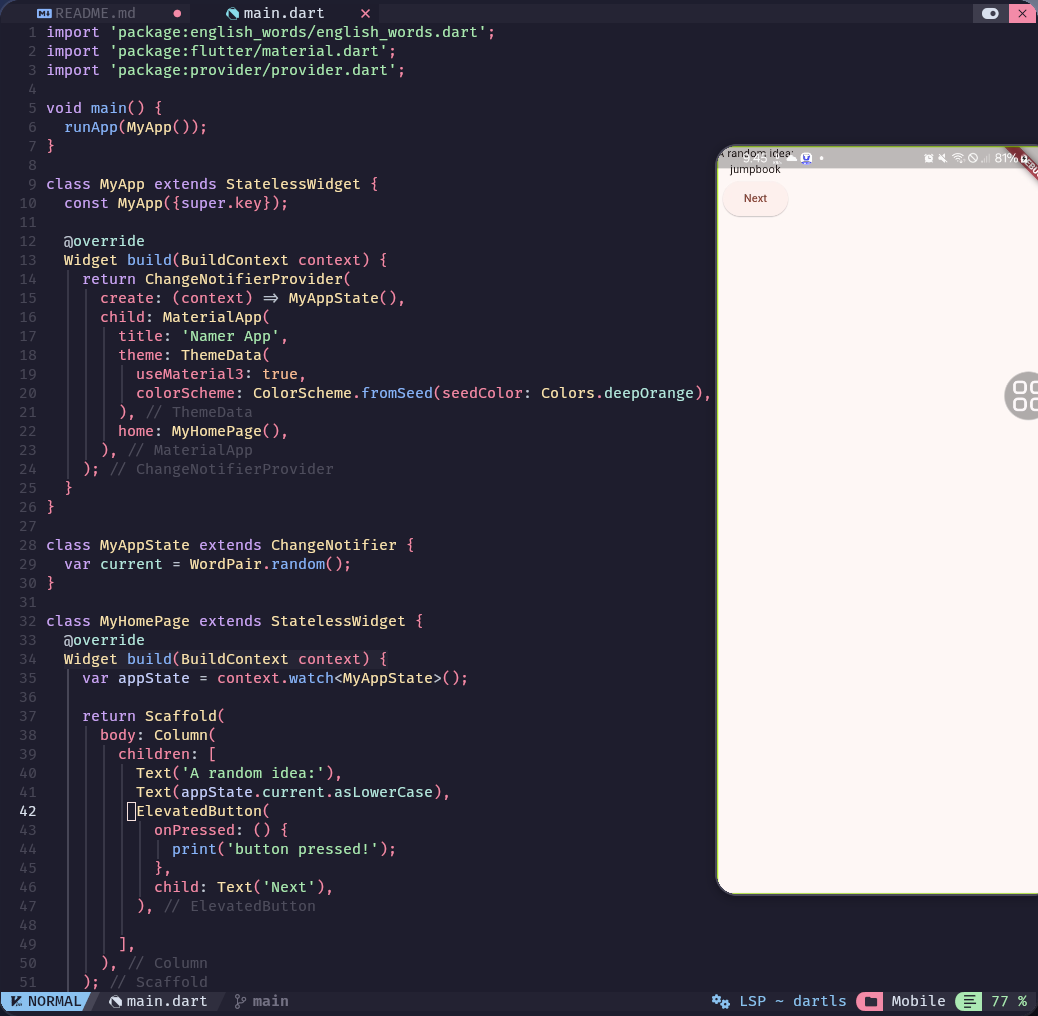 README.md
main.dart
1 import 'package:english_words/english_words.dart';
2 import 'package:flutter/material.dart';
3 import 'package:provider/provider.dart';
4
5 void main() {
6   runApp(MyApp());
7 }
8
9 class MyApp extends StatelessWidget {
10   const MyApp({super.key});
11
12   @override
13   Widget build(BuildContext context) {
14     return ChangeNotifierProvider(
15       create: (context) => MyAppState(),
16       child: MaterialApp(
17         title: 'Namer App',
18         theme: ThemeData(
19           useMaterial3: true,
20           colorScheme: ColorScheme.fromSeed(seedColor: Colors.deepOrange),
21         ), // ThemeData
22         home: MyHomePage(),
23       ), // MaterialApp
24     ); // ChangeNotifierProvider
25   }
26 }
27
28 class MyAppState extends ChangeNotifier {
29   var current = WordPair.random();
30 }
31
32 class MyHomePage extends StatelessWidget {
33   @override
34   Widget build(BuildContext context) {
35     var appState = context.watch<MyAppState>();
36
37     return Scaffold(
38       body: Column(
39         children: [
40           Text('A random idea:'),
41           Text(appState.current.asLowerCase),
42           ElevatedButton(
43             onPressed: () {
44               print('button pressed!');
45             },
46             child: Text('Next'),
47           ), // ElevatedButton
48
49         ],
50       ), // Column
51     ); // Scaffold
NORMAL main.dart main LSP ~ dartls Mobile 77 %
A random idea:
9:45 81%
jumpbook
Next